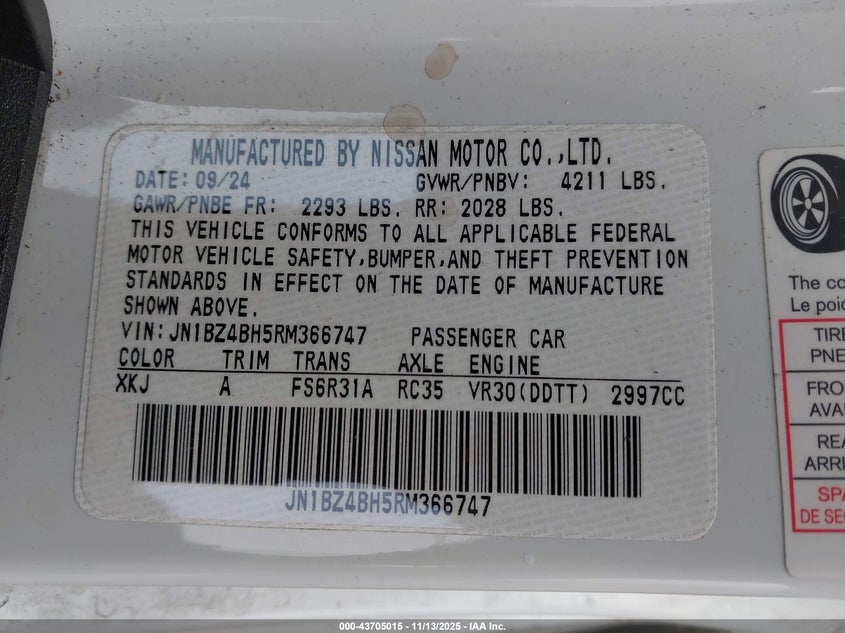 MANUFACTURED BY NISSAN MOTOR CO.,LTD.
DATE: 09/24 GVWR/PNBV: 4211 LBS.
GAWR/PNBE FR: 2293 LBS. RR: 2028 LBS.
THIS VEHICLE CONFORMS TO ALL APPLICABLE FEDERAL
MOTOR VEHICLE SAFETY,BUMPER,AND THEFT PREVENTION
STANDARDS IN EFFECT ON THE DATE OF MANUFACTURE
SHOWN ABOVE.
VIN:JN1BZ4BH5RM366747 PASSENGER CAR
COLOR TRIM TRANS AXLE ENGINE
XKJ A FS6R31A RC35 VR30(DDTT) 2997CC
JN1BZ4BH5RM366747
The co
Le poi
TIRE
PNE
FRO
AVA
REA
ARRI
SPA
DE SEC
000-43705015 - 11/13/2025 - IAA Inc.